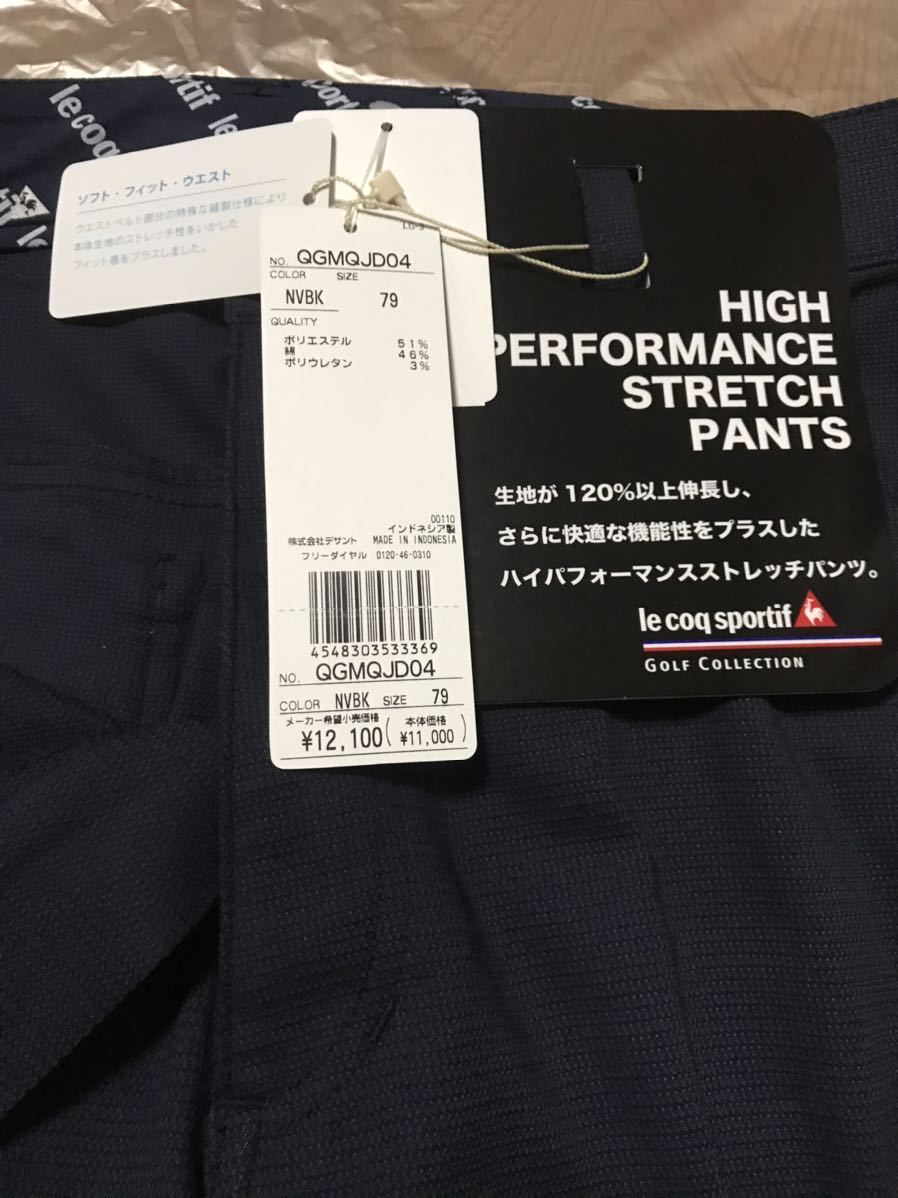 le coq sportif
ソフト・フィット・ウエスト
ウエストベルト部分の特殊な縫製仕様により
本体生地のストレッチ性をいかした
フィット感をプラスしました。
NO. QGMQJD04
COLOR SIZE
NVBK 79
QUALITY
ポリエステル 51%
綿 46%
ポリウレタン 3%
00110
インドネシア製
株式会社デサント MADE IN INDONESIA
フリーダイヤル 0120-46-0310
4548303533369
NO. QGMQJD04
COLOR NVBK SIZE 79
メーカー希望小売価格 本体価格
¥12,100 (¥11,000)
HIGH
PERFORMANCE
STRETCH
PANTS
生地が120%以上伸長し、
さらに快適な機能性をプラスした
ハイパフォーマンスストレッチパンツ。
le coq sportif
GOLF COLLECTION